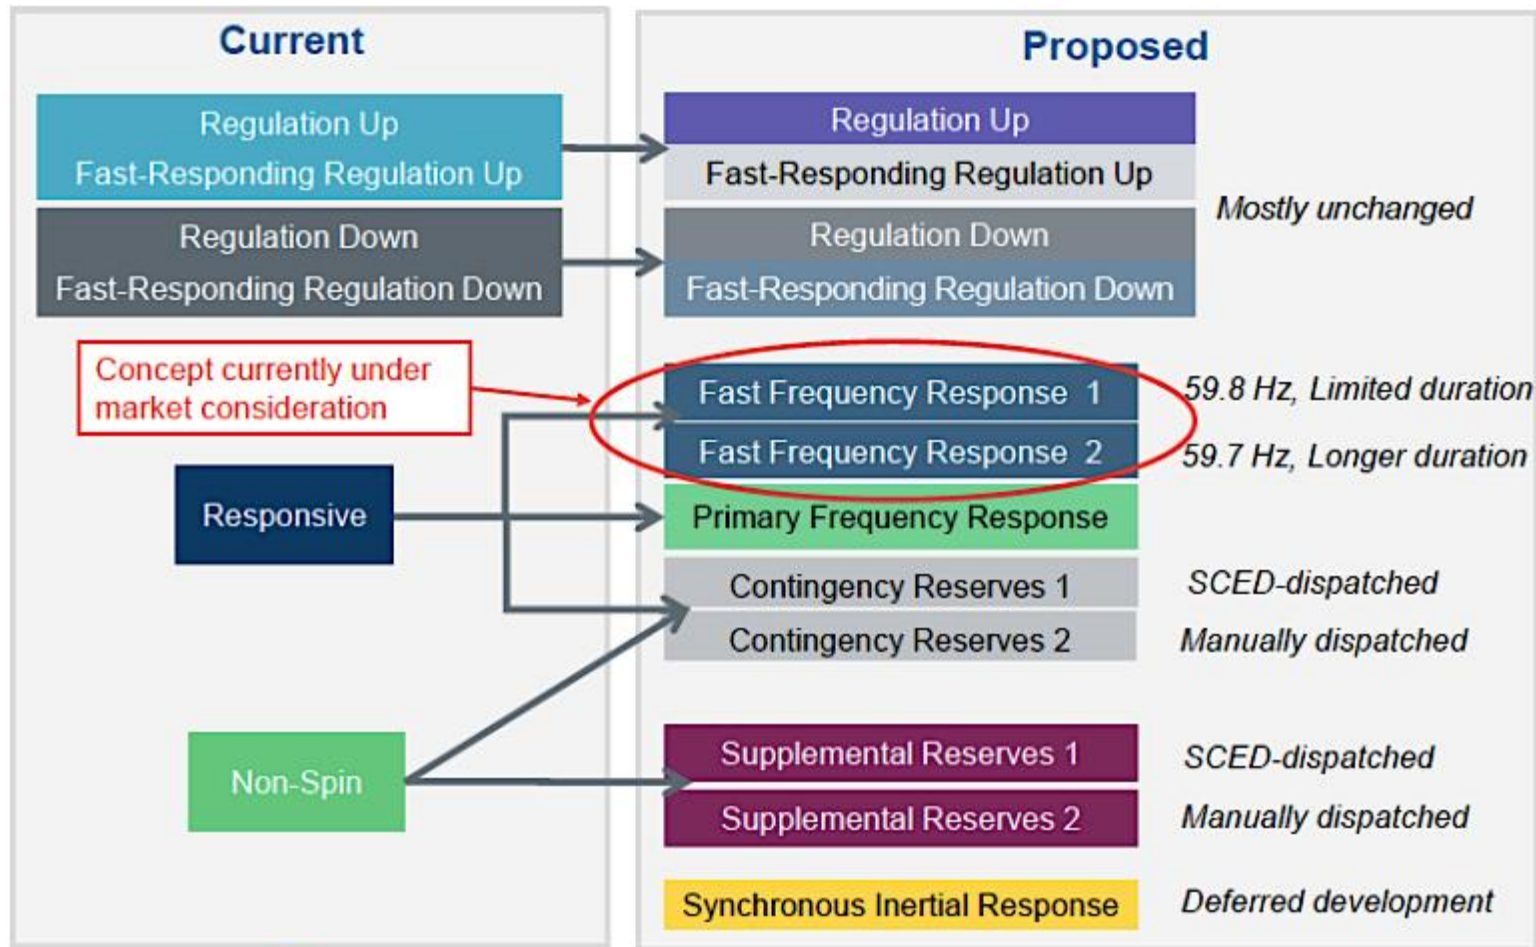 Current
Regulation Up
Fast-Responding Regulation Up
Regulation Down
Fast-Responding Regulation Down
Concept currently under
market consideration
Responsive
Non-Spin
Proposed
Regulation Up
Fast-Responding Regulation Up
Regulation Down
Fast-Responding Regulation Down
Mostly unchanged
Fast Frequency Response 1
59.8 Hz, Limited duration
Fast Frequency Response 2
59.7 Hz, Longer duration
Primary Frequency Response
Contingency Reserves 1
SCED-dispatched
Contingency Reserves 2
Manually dispatched
Supplemental Reserves 1
SCED-dispatched
Supplemental Reserves 2
Manually dispatched
Synchronous Inertial Response
Deferred development